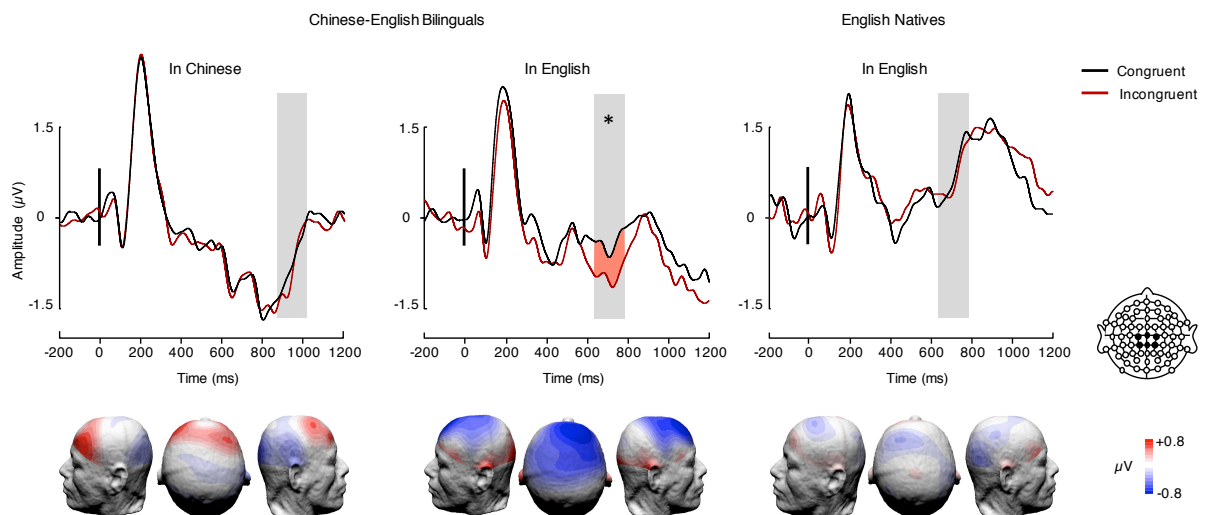 Chinese-English Bilinguals
English Natives
In Chinese
In English
In English
Congruent
Incongruent
*
Amplitude (µV)
1.5
0
-1.5
1.5
0
-1.5
1.5
0
-1.5
-200 0 200 400 600 800 1000 1200
-200 0 200 400 600 800 1000 1200
-200 0 200 400 600 800 1000 1200
Time (ms)
Time (ms)
Time (ms)
µV
+0.8
-0.8